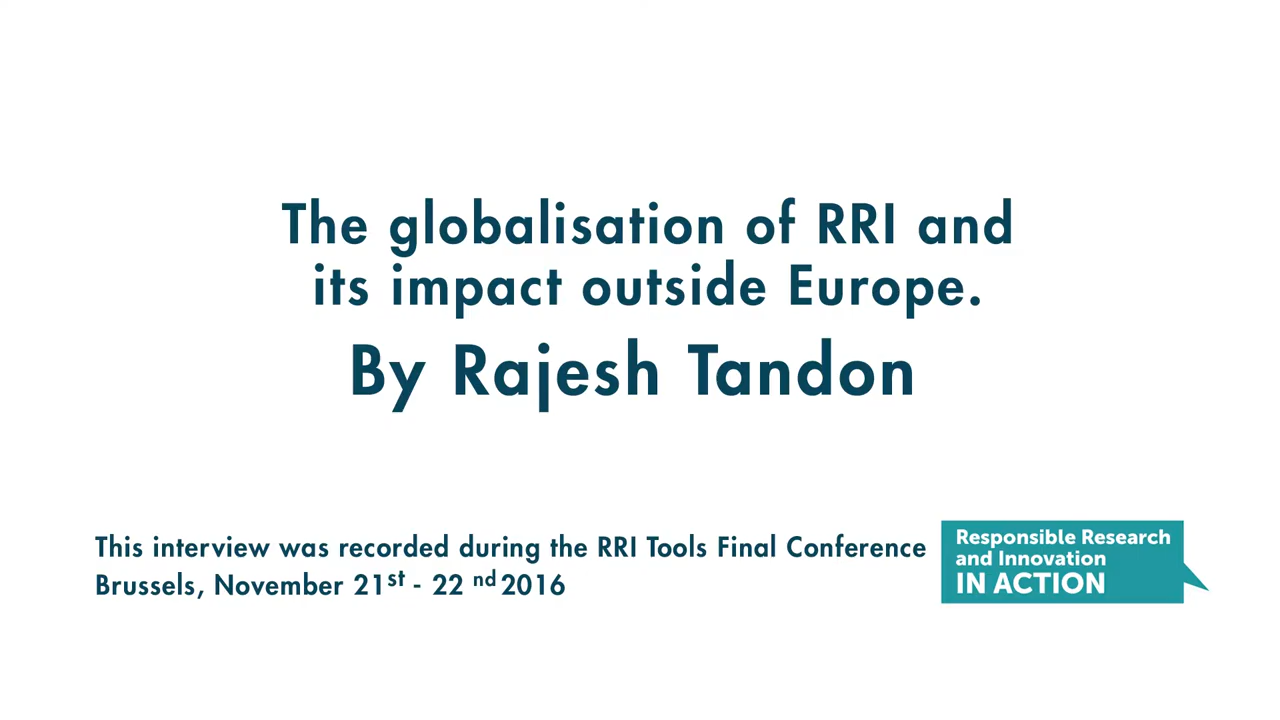 The globalisation of RRI and
its impact outside Europe.
By Rajesh Tandon
This interview was recorded during the RRI Tools Final Conference
Brussels, November 21st - 22 nd 2016
Responsible Research
and Innovation
IN ACTION